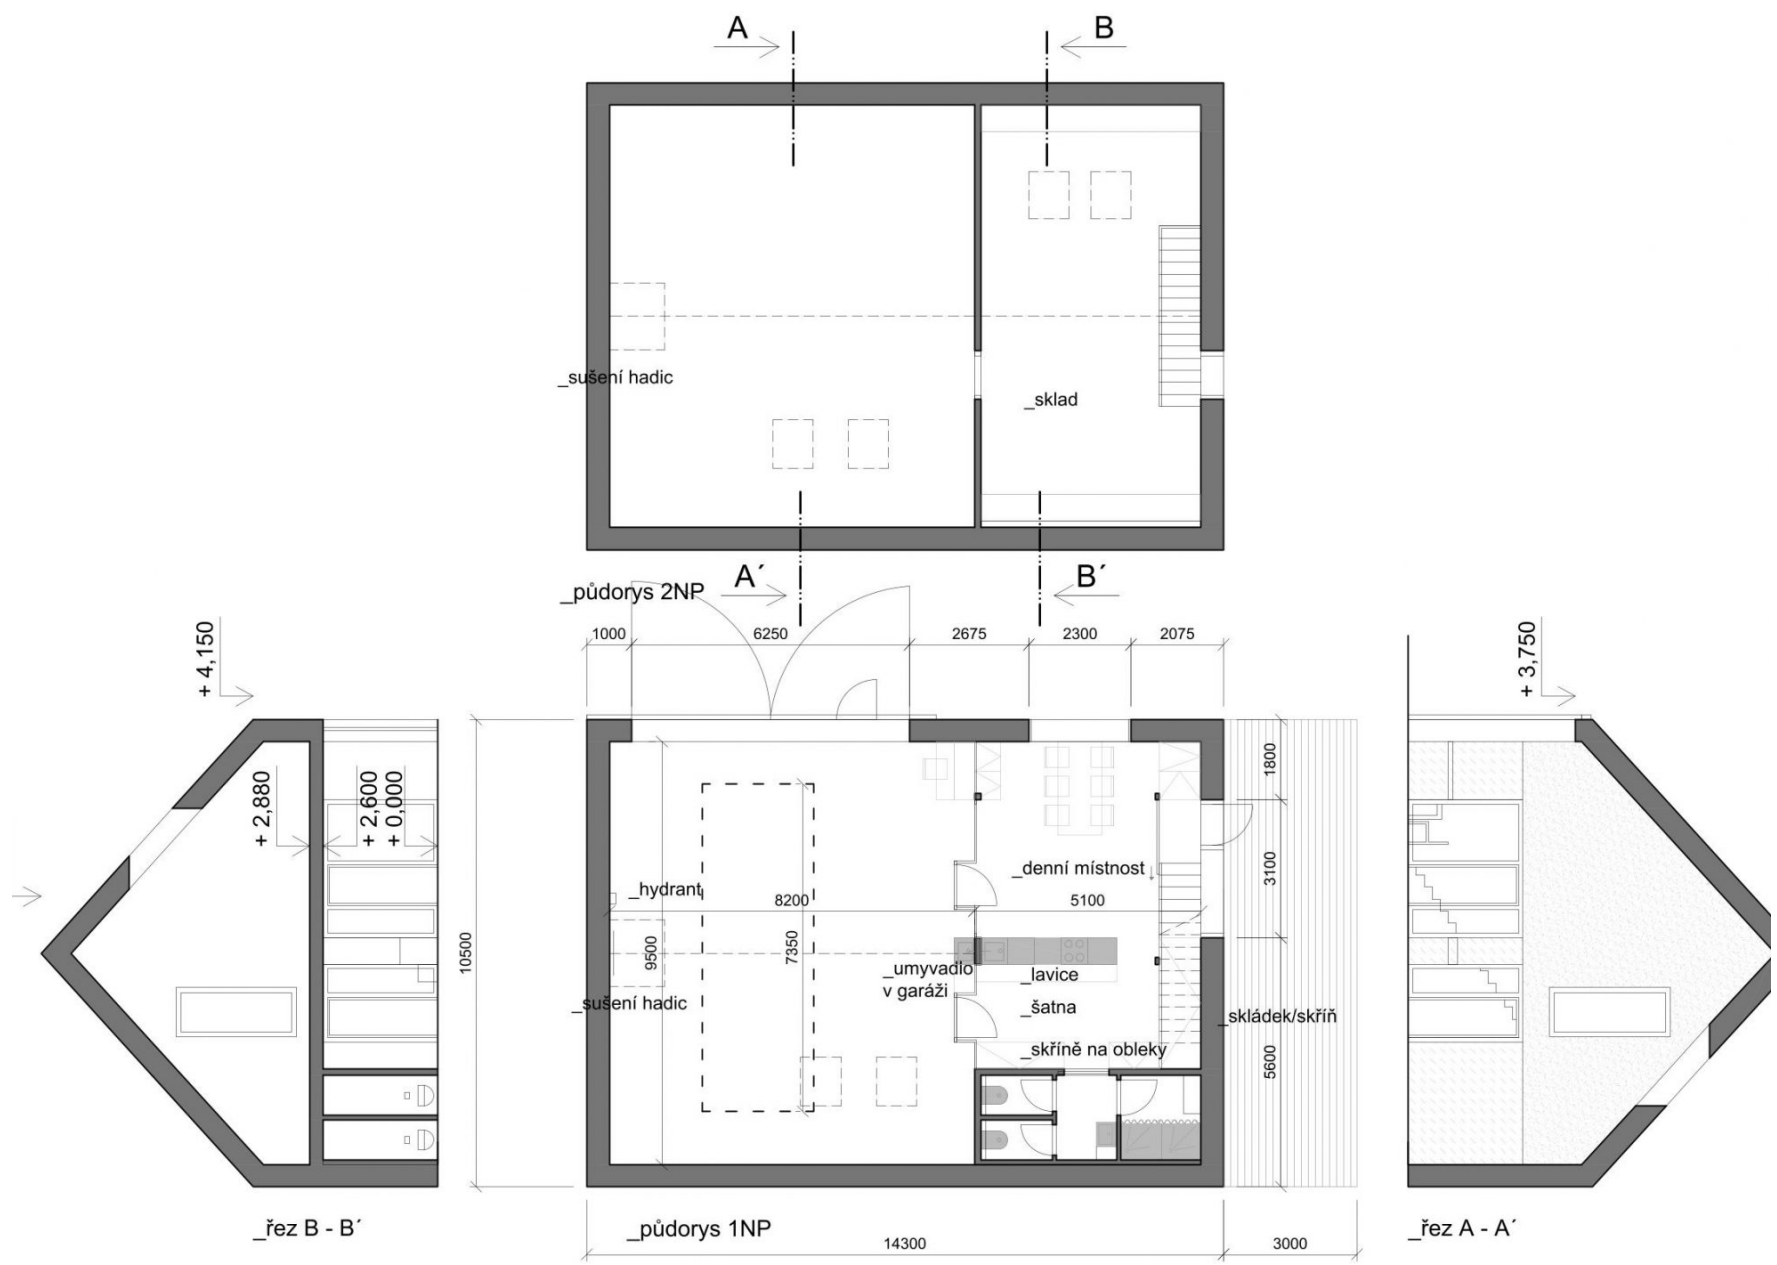 A
B
_sušení hadic
_sklad
A´
B´
_půdorys 2NP
1000
6250
2675
2300
2075
+ 4,150
+ 3,750
+ 2,880
+ 2,600
+ 0,000
1800
3100
5600
10500
9500
7350
_hydrant
8200
_denní místnost
5100
_umyvadlo
v garáži
_lavice
_šatna
_sušení hadic
_skládek/skříň
_skříně na obleky
_řez B - B´
_půdorys 1NP
14300
3000
_řez A - A´